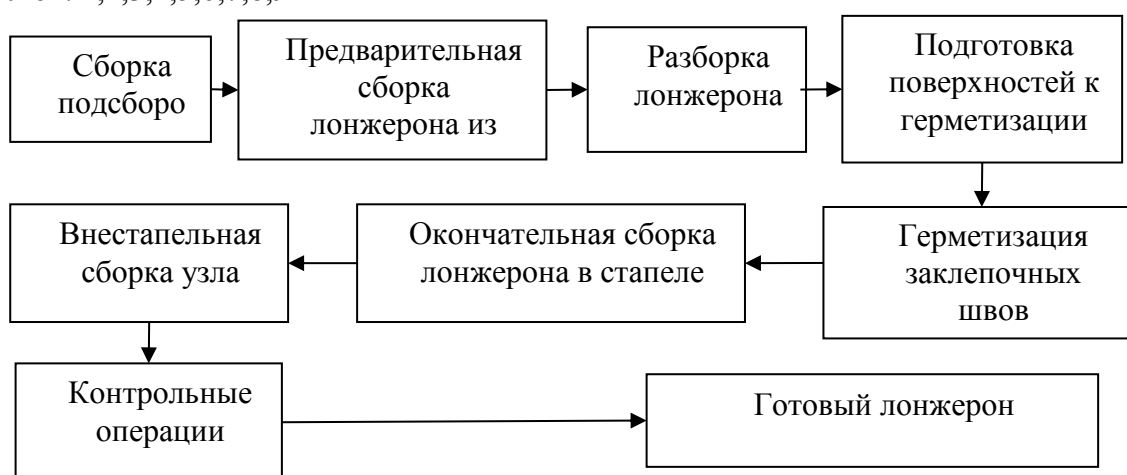 Сборка
подсборо
Предварительная
сборка
лонжерона из
Разборка
лонжерона
Подготовка
поверхностей к
герметизации
Внестапельная
сборка узла
Окончательная сборка
лонжерона в стапеле
Герметизация
заклепочных
швов
Контрольные
операции
Готовый лонжерон